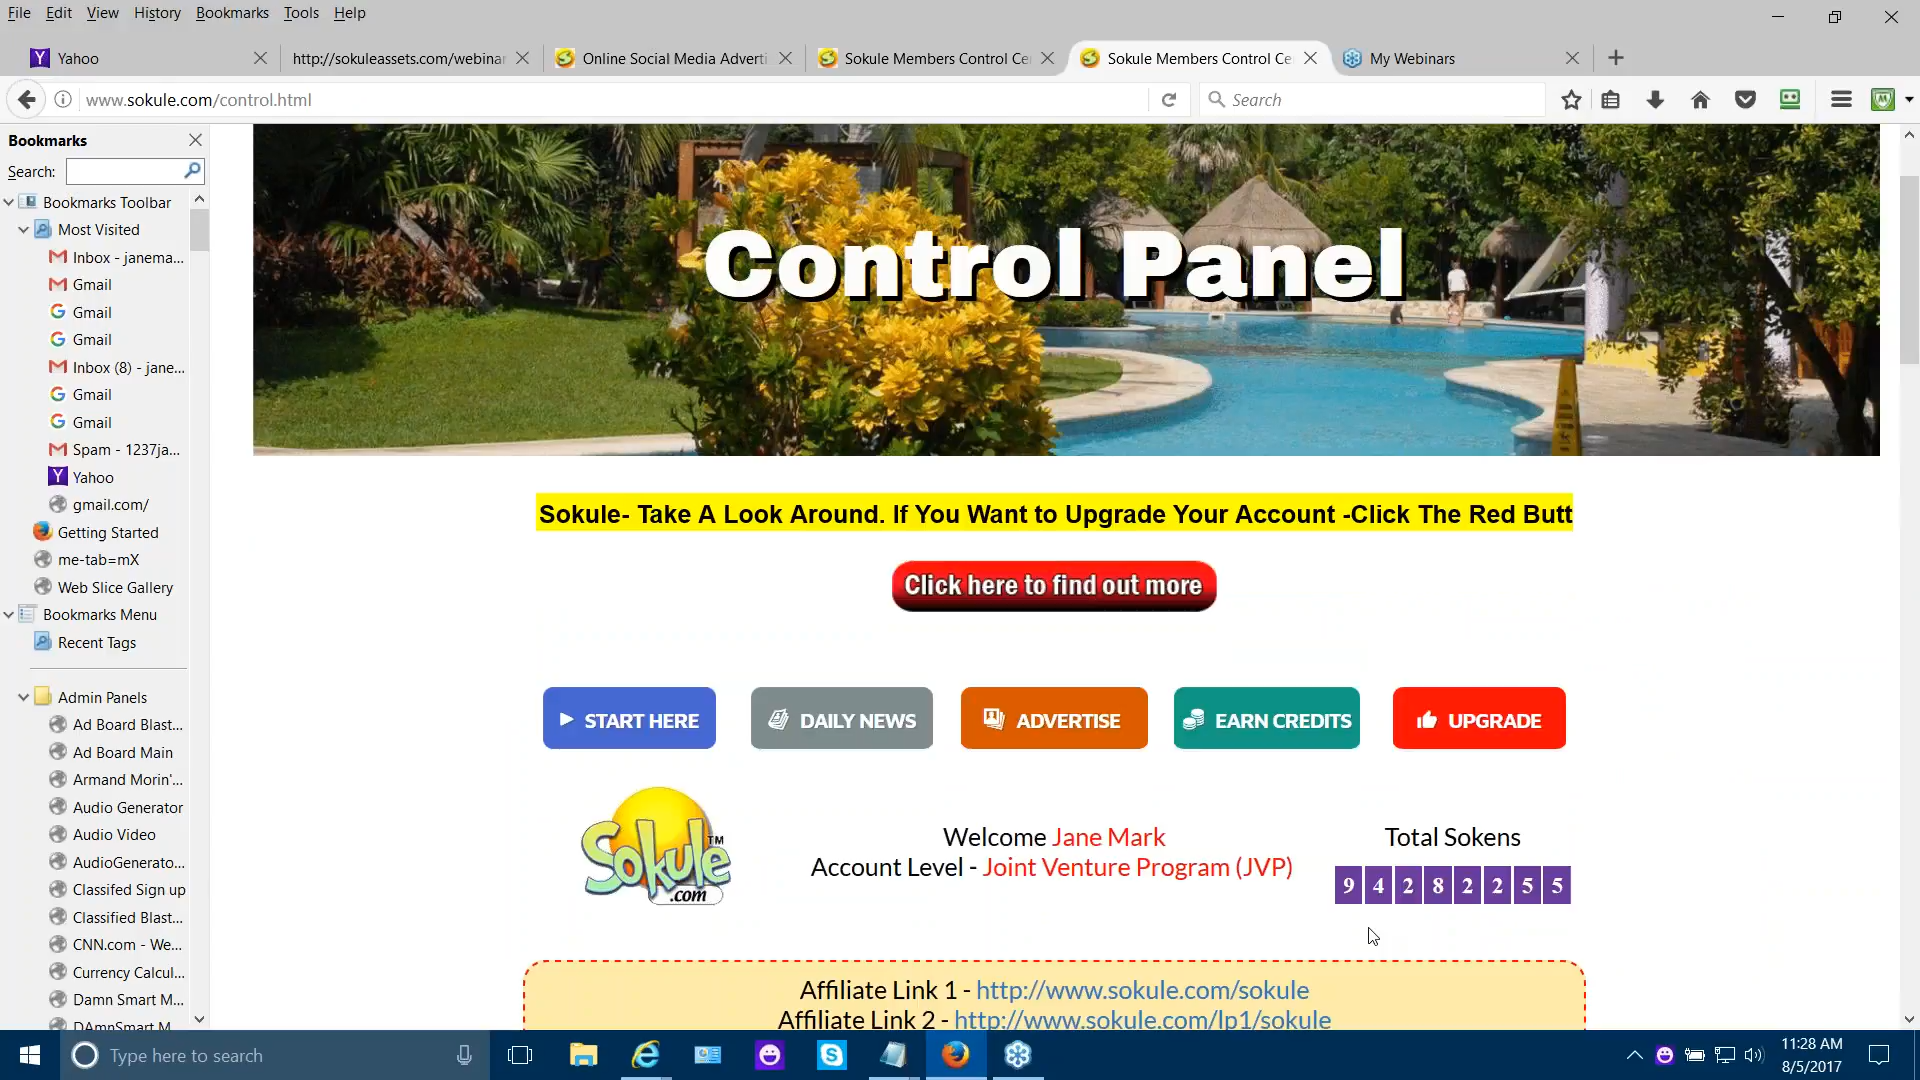 File Edit View History Bookmarks Tools Help
Yahoo
http://sokuleassets.com/webinar
Online Social Media Adverti
Sokule Members Control Ce
Sokule Members Control Ce
My Webinars
www.sokule.com/control.html
Search
Bookmarks
Search:
Bookmarks Toolbar
Most Visited
Inbox - janema...
Gmail
Gmail
Gmail
Inbox (8) - jane...
Gmail
Gmail
Spam - 1237ja...
Yahoo
gmail.com/
Getting Started
me-tab=mX
Web Slice Gallery
Bookmarks Menu
Recent Tags
Admin Panels
Ad Board Blast...
Ad Board Main
Armand Morin'...
Audio Generator
Audio Video
AudioGenerato...
Classifed Sign up
Classified Blast...
CNN.com - We...
Currency Calcul...
Damn Smart M...
DAmnSmart M
Control Panel
Sokule- Take A Look Around. If You Want to Upgrade Your Account -Click The Red Butt
Click here to find out more
START HERE
DAILY NEWS
ADVERTISE
EARN CREDITS
UPGRADE
Sokule™
.com
Welcome Jane Mark
Account Level - Joint Venture Program (JVP)
Total Sokens
9 4 2 8 2 2 5 5
Affiliate Link 1 - http://www.sokule.com/sokule
Affiliate Link 2 - http://www.sokule.com/lp1/sokule
Type here to search
11:28 AM
8/5/2017